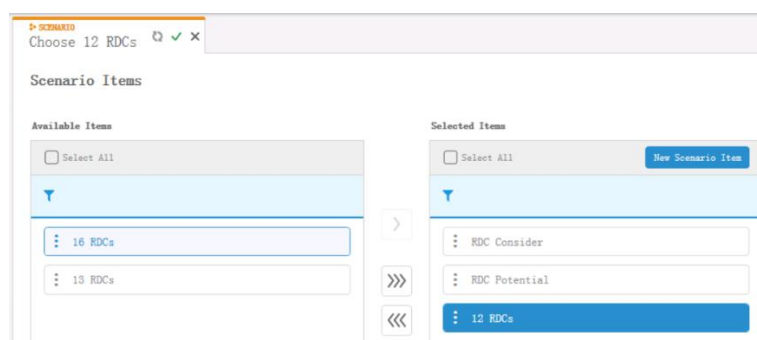 SCENARIO
Choose 12 RDCs
Scenario Items
Available Items
Select All
16 RDCs
13 RDCs
Selected Items
Select All
New Scenario Item
RDC Consider
RDC Potential
12 RDCs